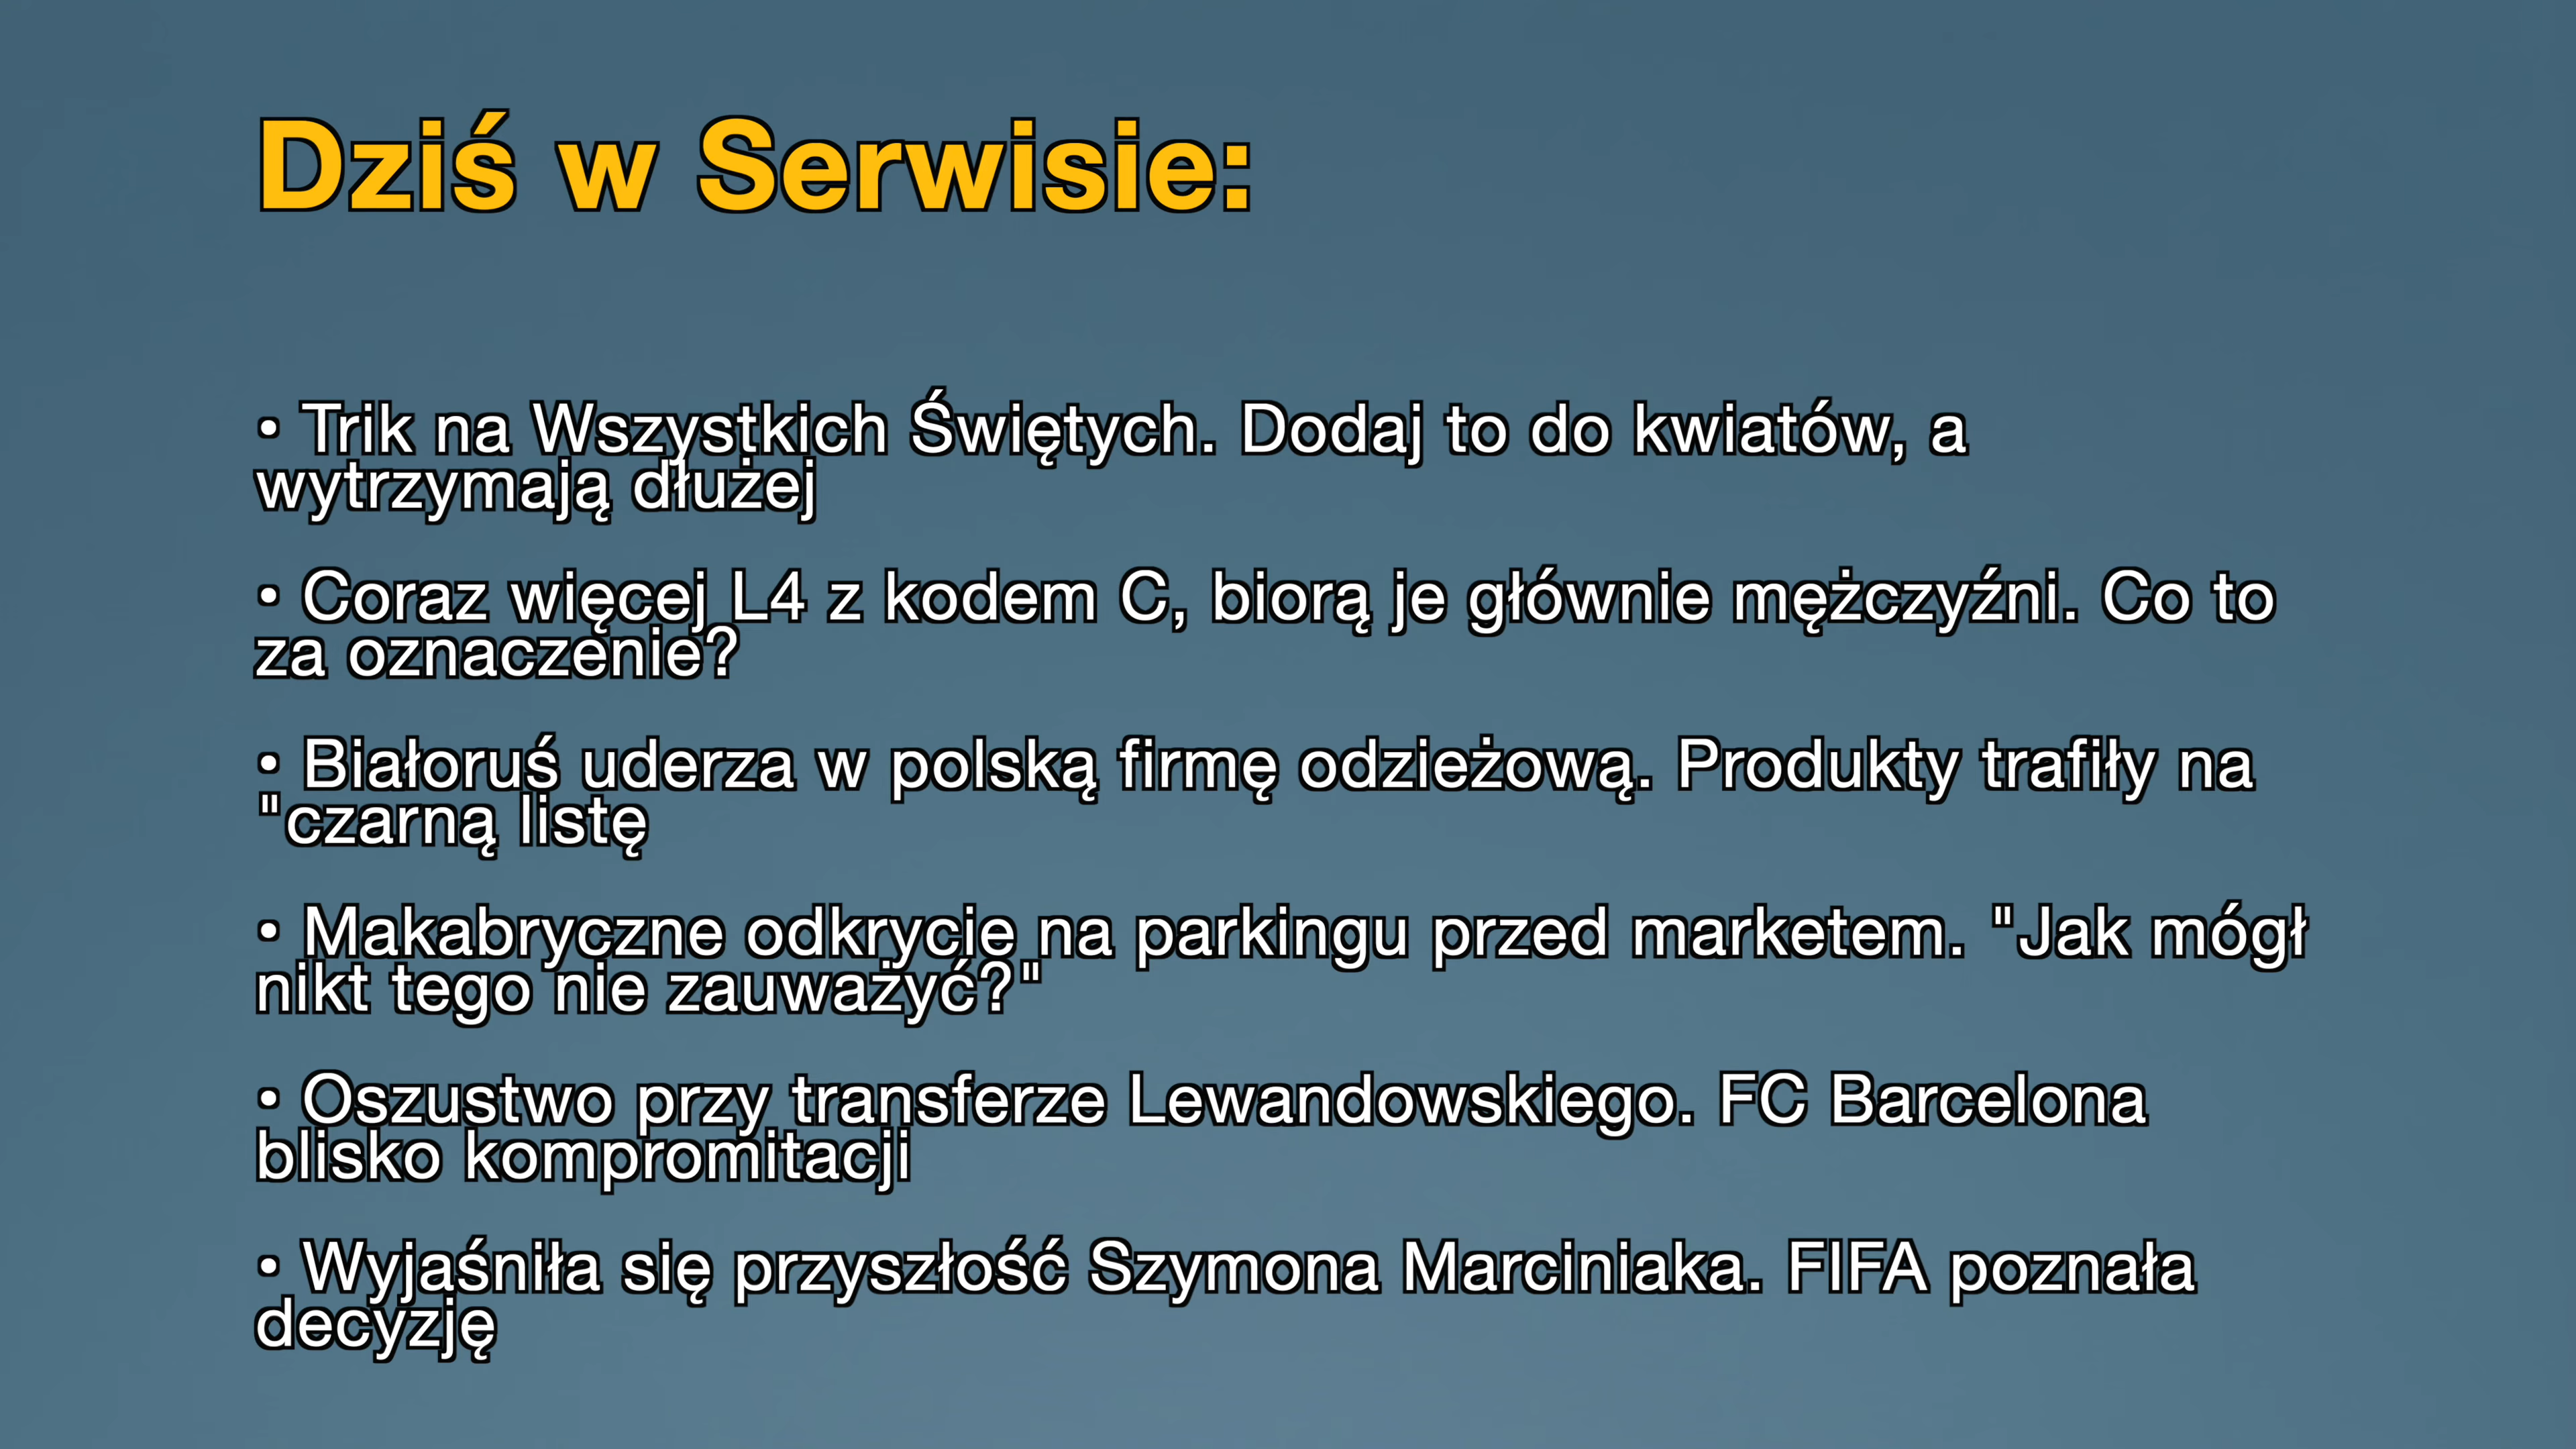 Dziś w Serwisie:
• Trik na Wszystkich Świętych. Dodaj to do kwiatów, a
wytrzymają dłużej
• Coraz więcej L4 z kodem C, biorą je głównie mężczyźni. Co to
za oznaczenie?
• Białoruś uderza w polską firmę odzieżową. Produkty trafiły na
"czarną listę
• Makabryczne odkrycie na parkingu przed marketem. "Jak mógł
nikt tego nie zauważyć?"
• Oszustwo przy transferze Lewandowskiego. FC Barcelona
blisko kompromitacji
• Wyjaśniła się przyszłość Szymona Marciniaka. FIFA poznała
decyzję